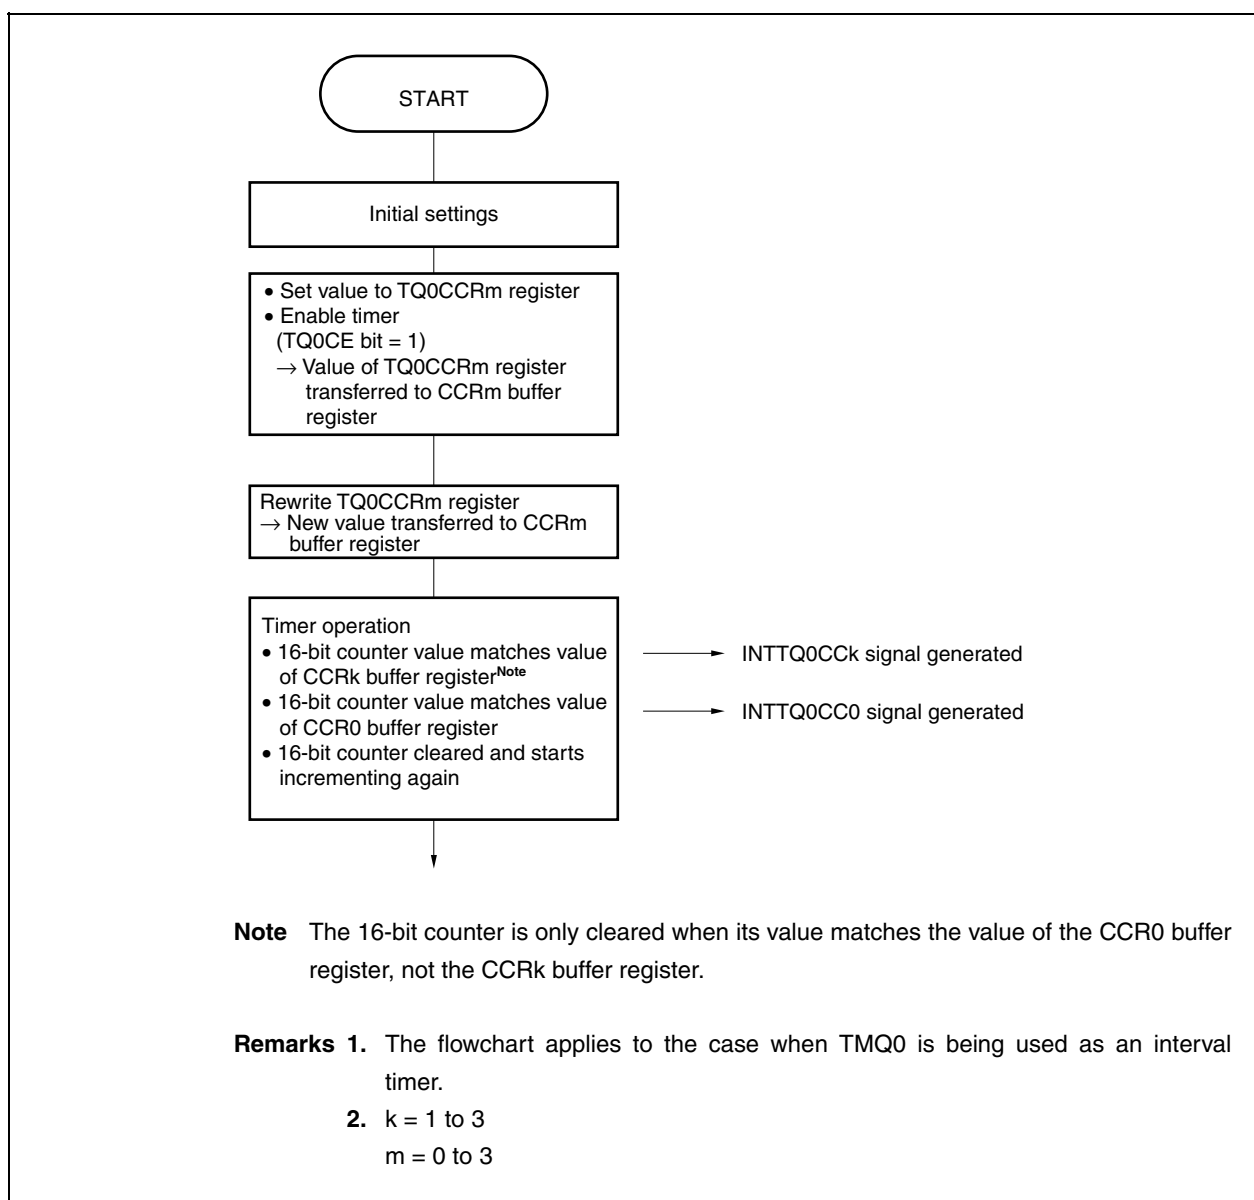 START
Initial settings
• Set value to TQ0CCRm register
• Enable timer
(TQ0CE bit = 1)
→ Value of TQ0CCRm register
transferred to CCRm buffer
register
Rewrite TQ0CCRm register
→ New value transferred to CCRm
buffer register
Timer operation
• 16-bit counter value matches value
of CCRk buffer registerNote
• 16-bit counter value matches value
of CCR0 buffer register
• 16-bit counter cleared and starts
incrementing again
INTTQ0CCk signal generated
INTTQ0CC0 signal generated
Note The 16-bit counter is only cleared when its value matches the value of the CCR0 buffer
register, not the CCRk buffer register.
Remarks 1. The flowchart applies to the case when TMQ0 is being used as an interval
timer.
2. k = 1 to 3
m = 0 to 3